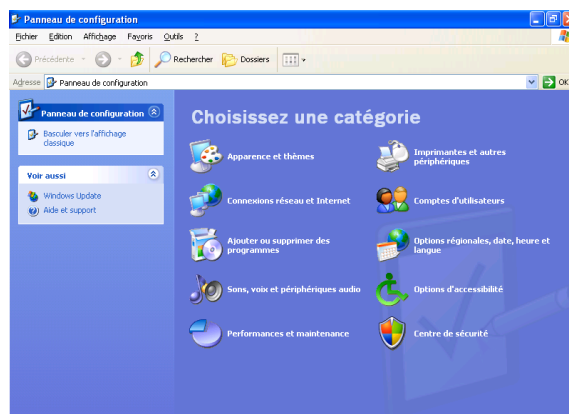 Panneau de configuration
Fichier Edition Affichage Favoris Outils ?
Précédente Rechercher Dossiers
Adresse Panneau de configuration OK
Panneau de configuration
Basculer vers l'affichage
classique
Voir aussi
Windows Update
Aide et support
Choisissez une catégorie
Apparence et thèmes
Imprimantes et autres
périphériques
Connexions réseau et Internet
Comptes d'utilisateurs
Ajouter ou supprimer des
programmes
Options régionales, date, heure et
langue
Sons, voix et périphériques audio
Options d'accessibilité
Performances et maintenance
Centre de sécurité